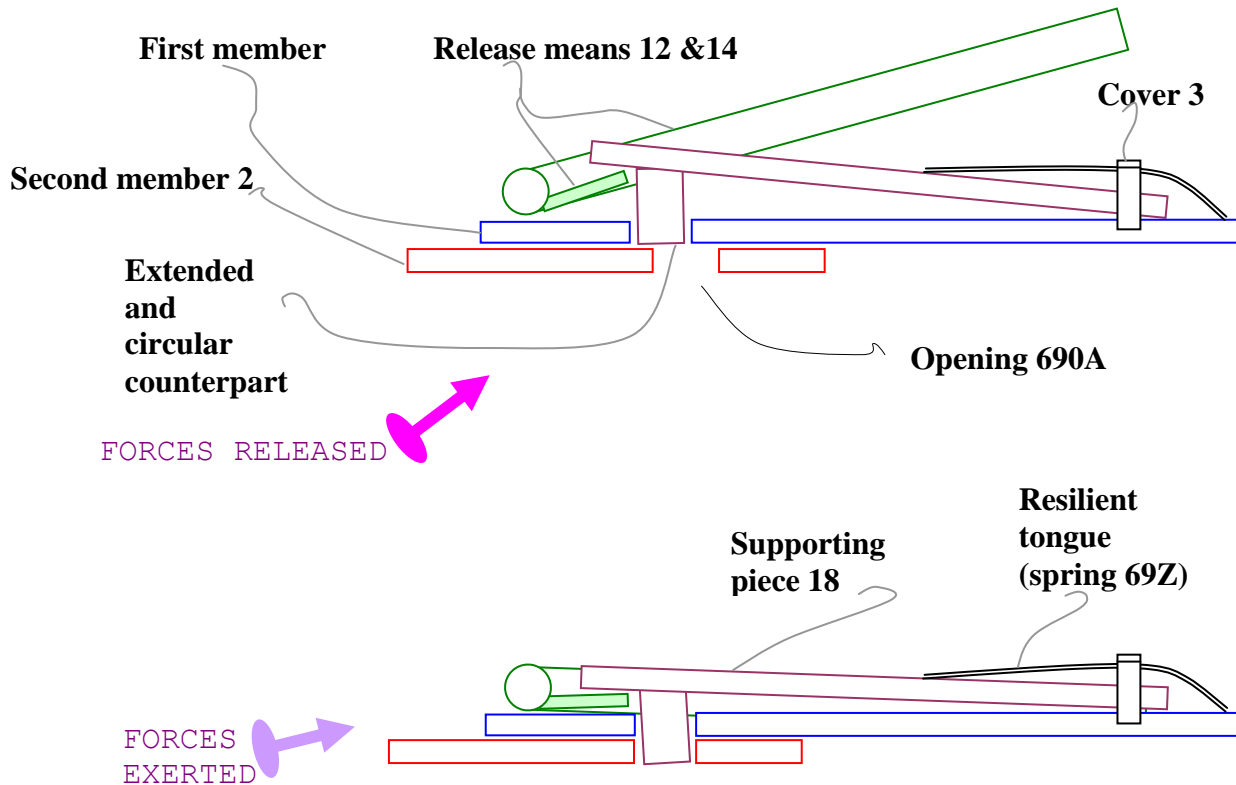 First member
Release means 12 &14
Cover 3
Second member 2
Extended
and
circular
counterpart
Opening 690A
FORCES RELEASED
Resilient
tongue
(spring 69Z)
Supporting
piece 18
FORCES
EXERTED